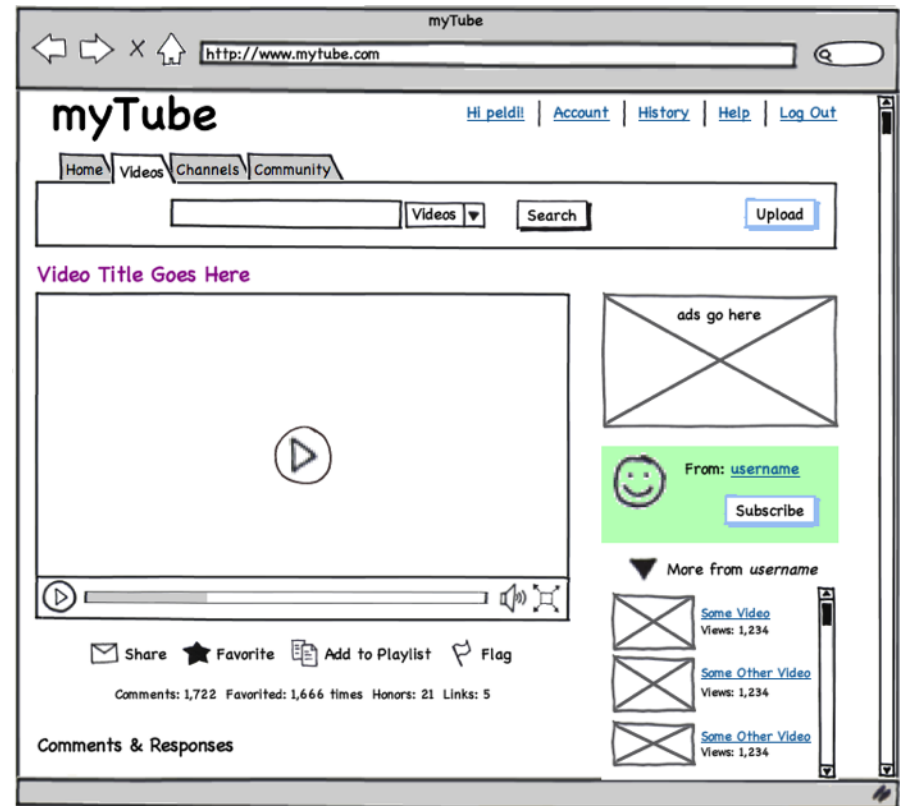 myTube
http://www.mytube.com
myTube
Hi peldi! Account History Help Log Out
Home Videos Channels Community
Videos Search Upload
Video Title Goes Here
ads go here
From: username
Subscribe
More from username
Some Video
Views: 1,234
Some Other Video
Views: 1,234
Some Other Video
Views: 1,234
Share Favorite Add to Playlist Flag
Comments: 1,722 Favorited: 1,666 times Honors: 21 Links: 5
Comments & Responses